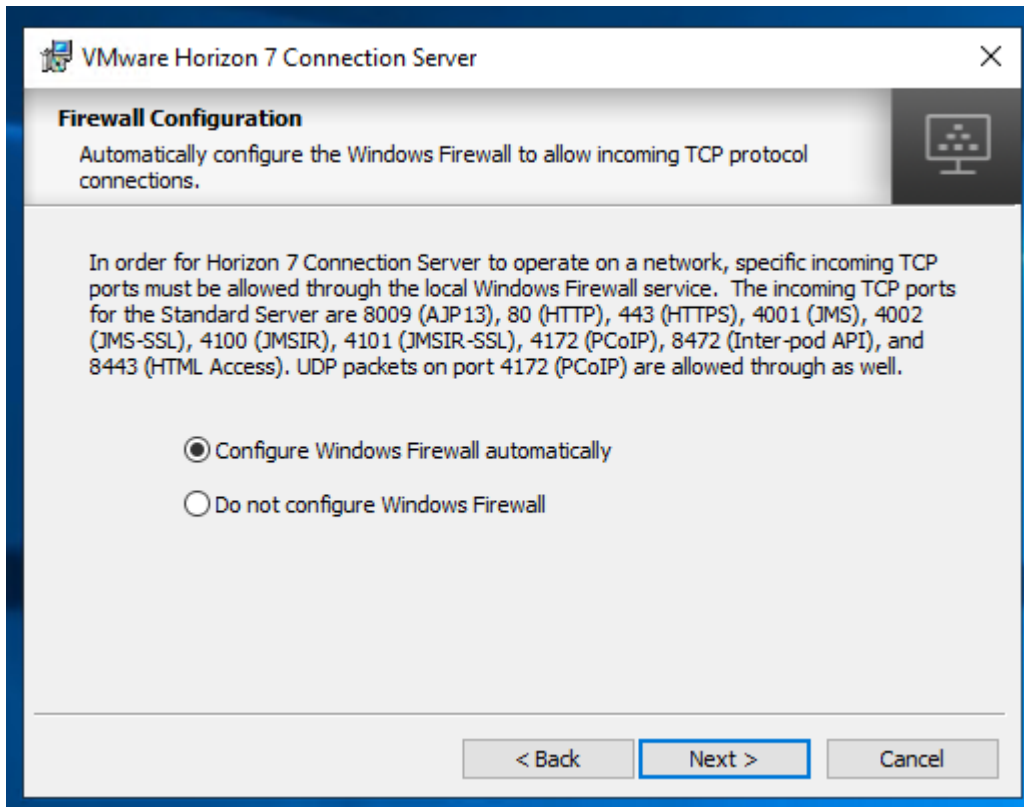 VMware Horizon 7 Connection Server
Firewall Configuration
Automatically configure the Windows Firewall to allow incoming TCP protocol
connections.
In order for Horizon 7 Connection Server to operate on a network, specific incoming TCP
ports must be allowed through the local Windows Firewall service.  The incoming TCP ports
for the Standard Server are 8009 (AJP13), 80 (HTTP), 443 (HTTPS), 4001 (JMS), 4002
(JMS-SSL), 4100 (JMSIR), 4101 (JMSIR-SSL), 4172 (PCoIP), 8472 (Inter-pod API), and
8443 (HTML Access). UDP packets on port 4172 (PCoIP) are allowed through as well.
Configure Windows Firewall automatically
Do not configure Windows Firewall
< Back
Next >
Cancel